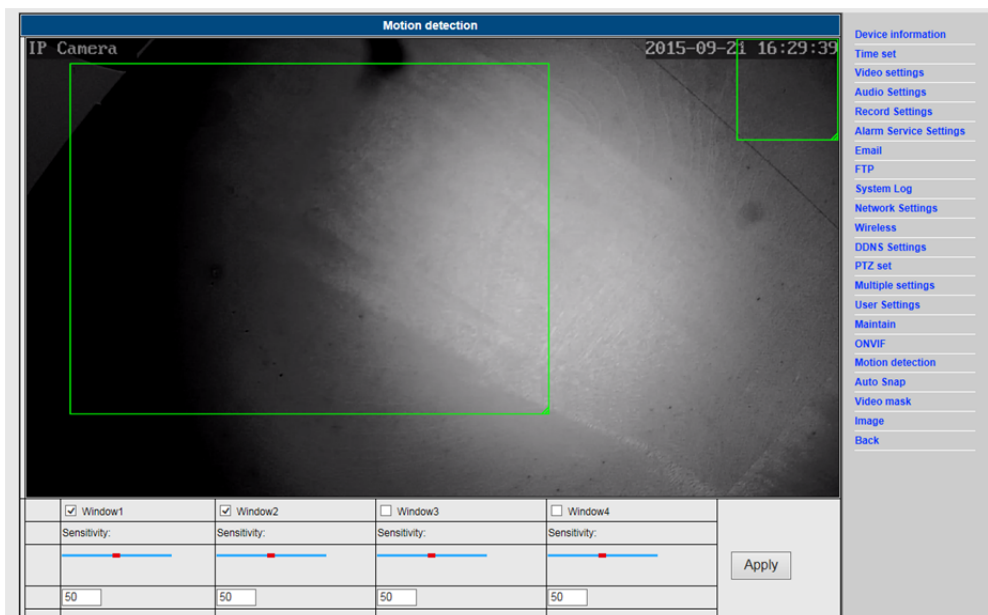 Motion detection
IP Camera
2015-09-21 16:29:39
Window1 Window2 Window3 Window4
Sensitivity: Sensitivity: Sensitivity: Sensitivity:
50 50 50 50
Apply
Device information
Time set
Video settings
Audio Settings
Record Settings
Alarm Service Settings
Email
FTP
System Log
Network Settings
Wireless
DDNS Settings
PTZ set
Multiple settings
User Settings
Maintain
ONVIF
Motion detection
Auto Snap
Video mask
Image
Back